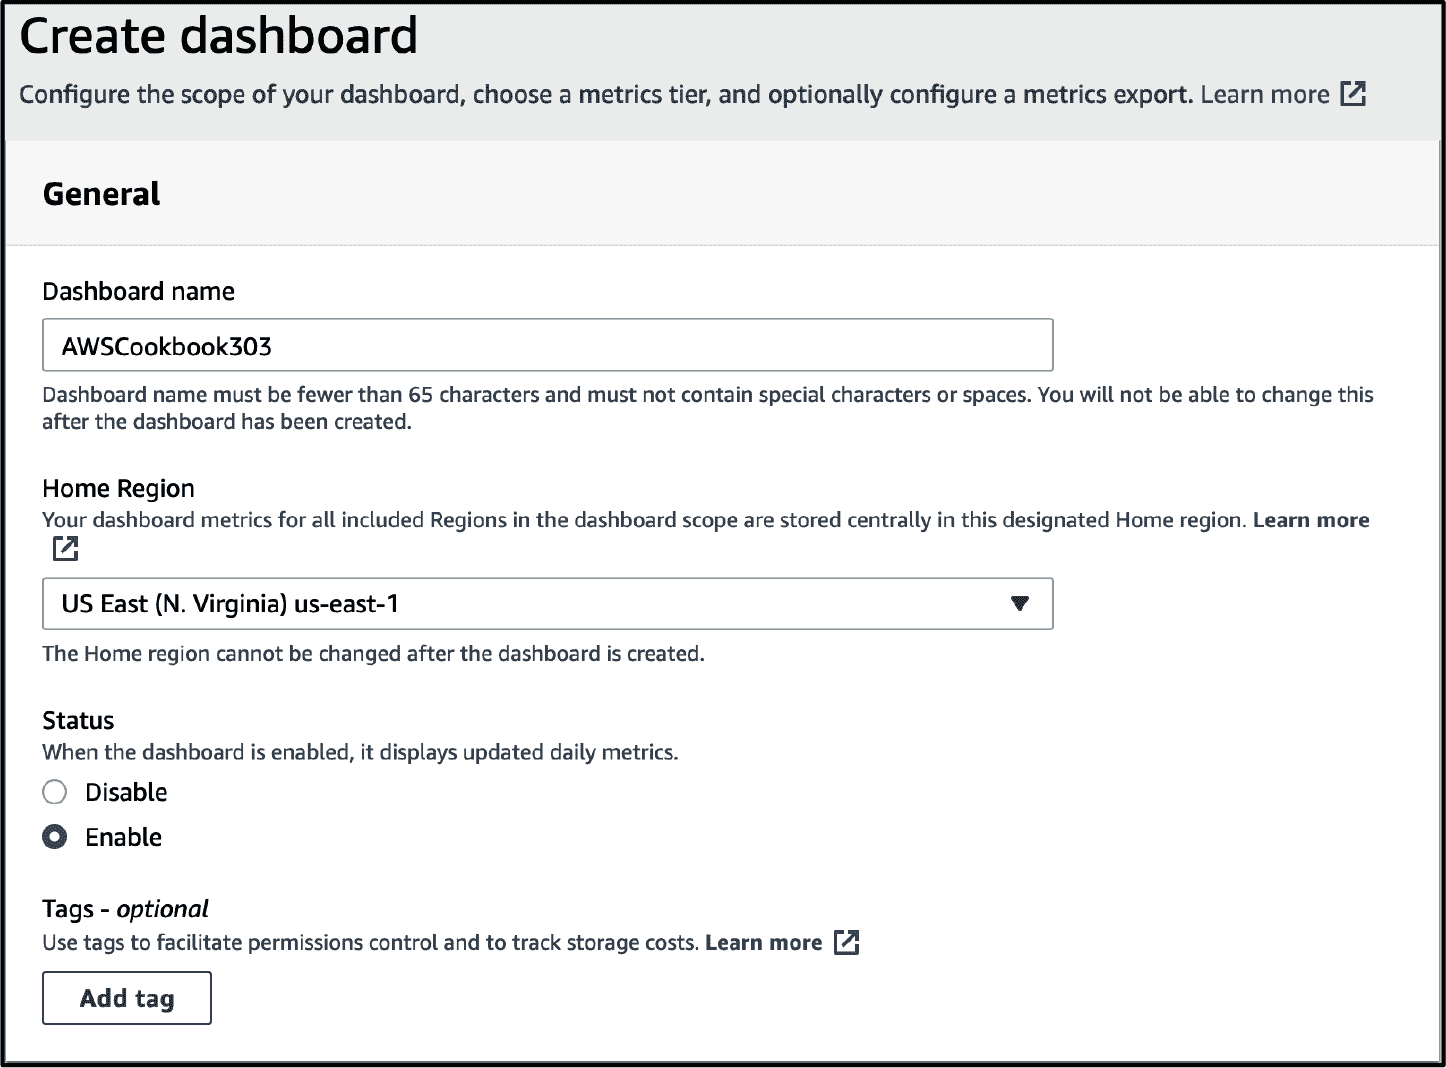 Create dashboard
Configure the scope of your dashboard, choose a metrics tier, and optionally configure a metrics export. Learn more
General
Dashboard name
AWSCookbook303
Dashboard name must be fewer than 65 characters and must not contain special characters or spaces. You will not be able to change this
after the dashboard has been created.
Home Region
Your dashboard metrics for all included Regions in the dashboard scope are stored centrally in this designated Home region. Learn more
US East (N. Virginia) us-east-1
The Home region cannot be changed after the dashboard is created.
Status
When the dashboard is enabled, it displays updated daily metrics.
Disable
Enable
Tags - optional
Use tags to facilitate permissions control and to track storage costs. Learn more
Add tag